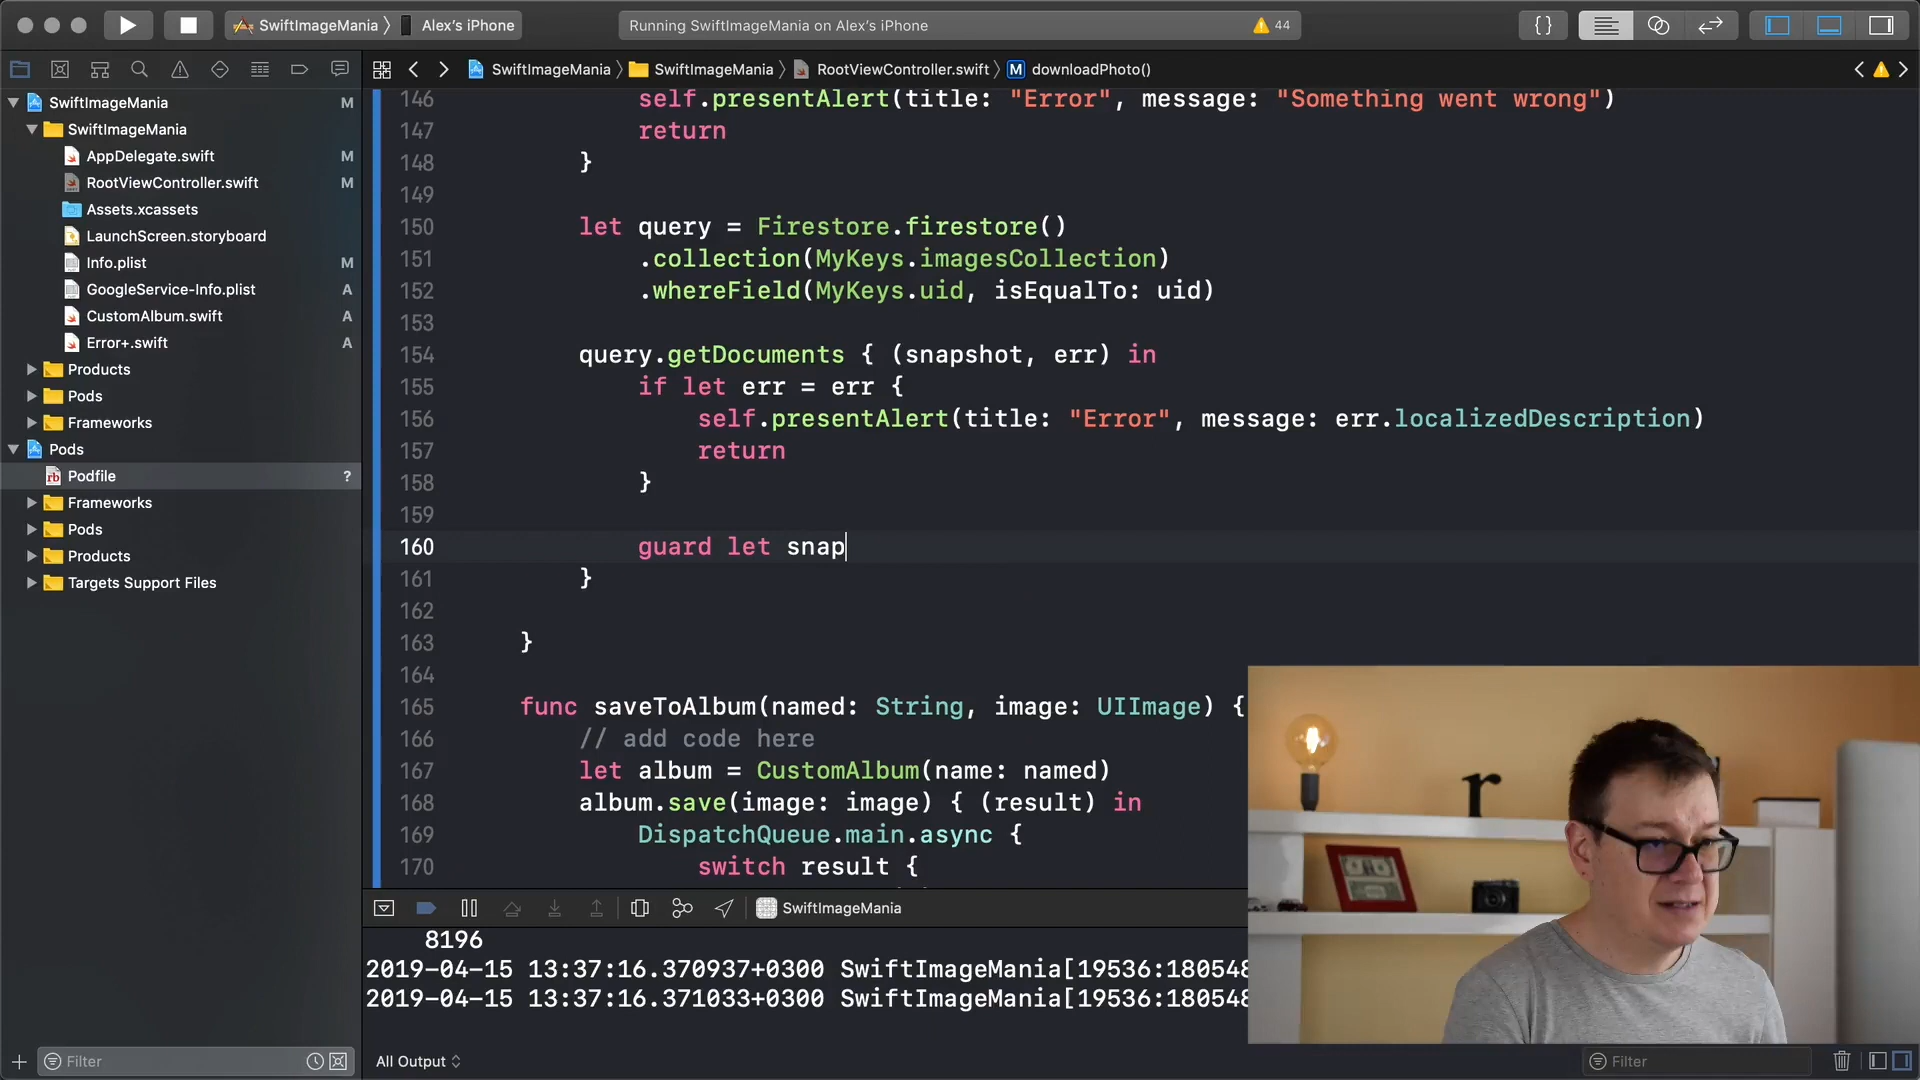 SwiftImageMania
Alex's iPhone
Running SwiftImageMania on Alex's iPhone
44
SwiftImageMania
SwiftImageMania
RootViewController.swift
M
downloadPhoto()
SwiftImageMania M
SwiftImageMania
AppDelegate.swift M
RootViewController.swift M
Assets.xcassets
LaunchScreen.storyboard
Info.plist M
GoogleService-Info.plist A
CustomAlbum.swift A
Error+.swift A
Products
Pods
Frameworks
Pods
rb Podfile ?
Frameworks
Pods
Products
Targets Support Files
Filter
146 self.presentAlert(title: "Error", message: "Something went wrong")
147 return
148 }
149
150 let query = Firestore.firestore()
151 .collection(MyKeys.imagesCollection)
152 .whereField(MyKeys.uid, isEqualTo: uid)
153
154 query.getDocuments { (snapshot, err) in
155 if let err = err {
156 self.presentAlert(title: "Error", message: err.localizedDescription)
157 return
158 }
159
160 guard let snap
161 }
162
163 }
164
165 func saveToAlbum(named: String, image: UIImage) {
166 // add code here
167 let album = CustomAlbum(name: named)
168 album.save(image: image) { (result) in
169 DispatchQueue.main.async {
170 switch result {
SwiftImageMania
8196
2019-04-15 13:37:16.370937+0300 SwiftImageMania[19536:180548
2019-04-15 13:37:16.371033+0300 SwiftImageMania[19536:180548
All Output
Filter
r